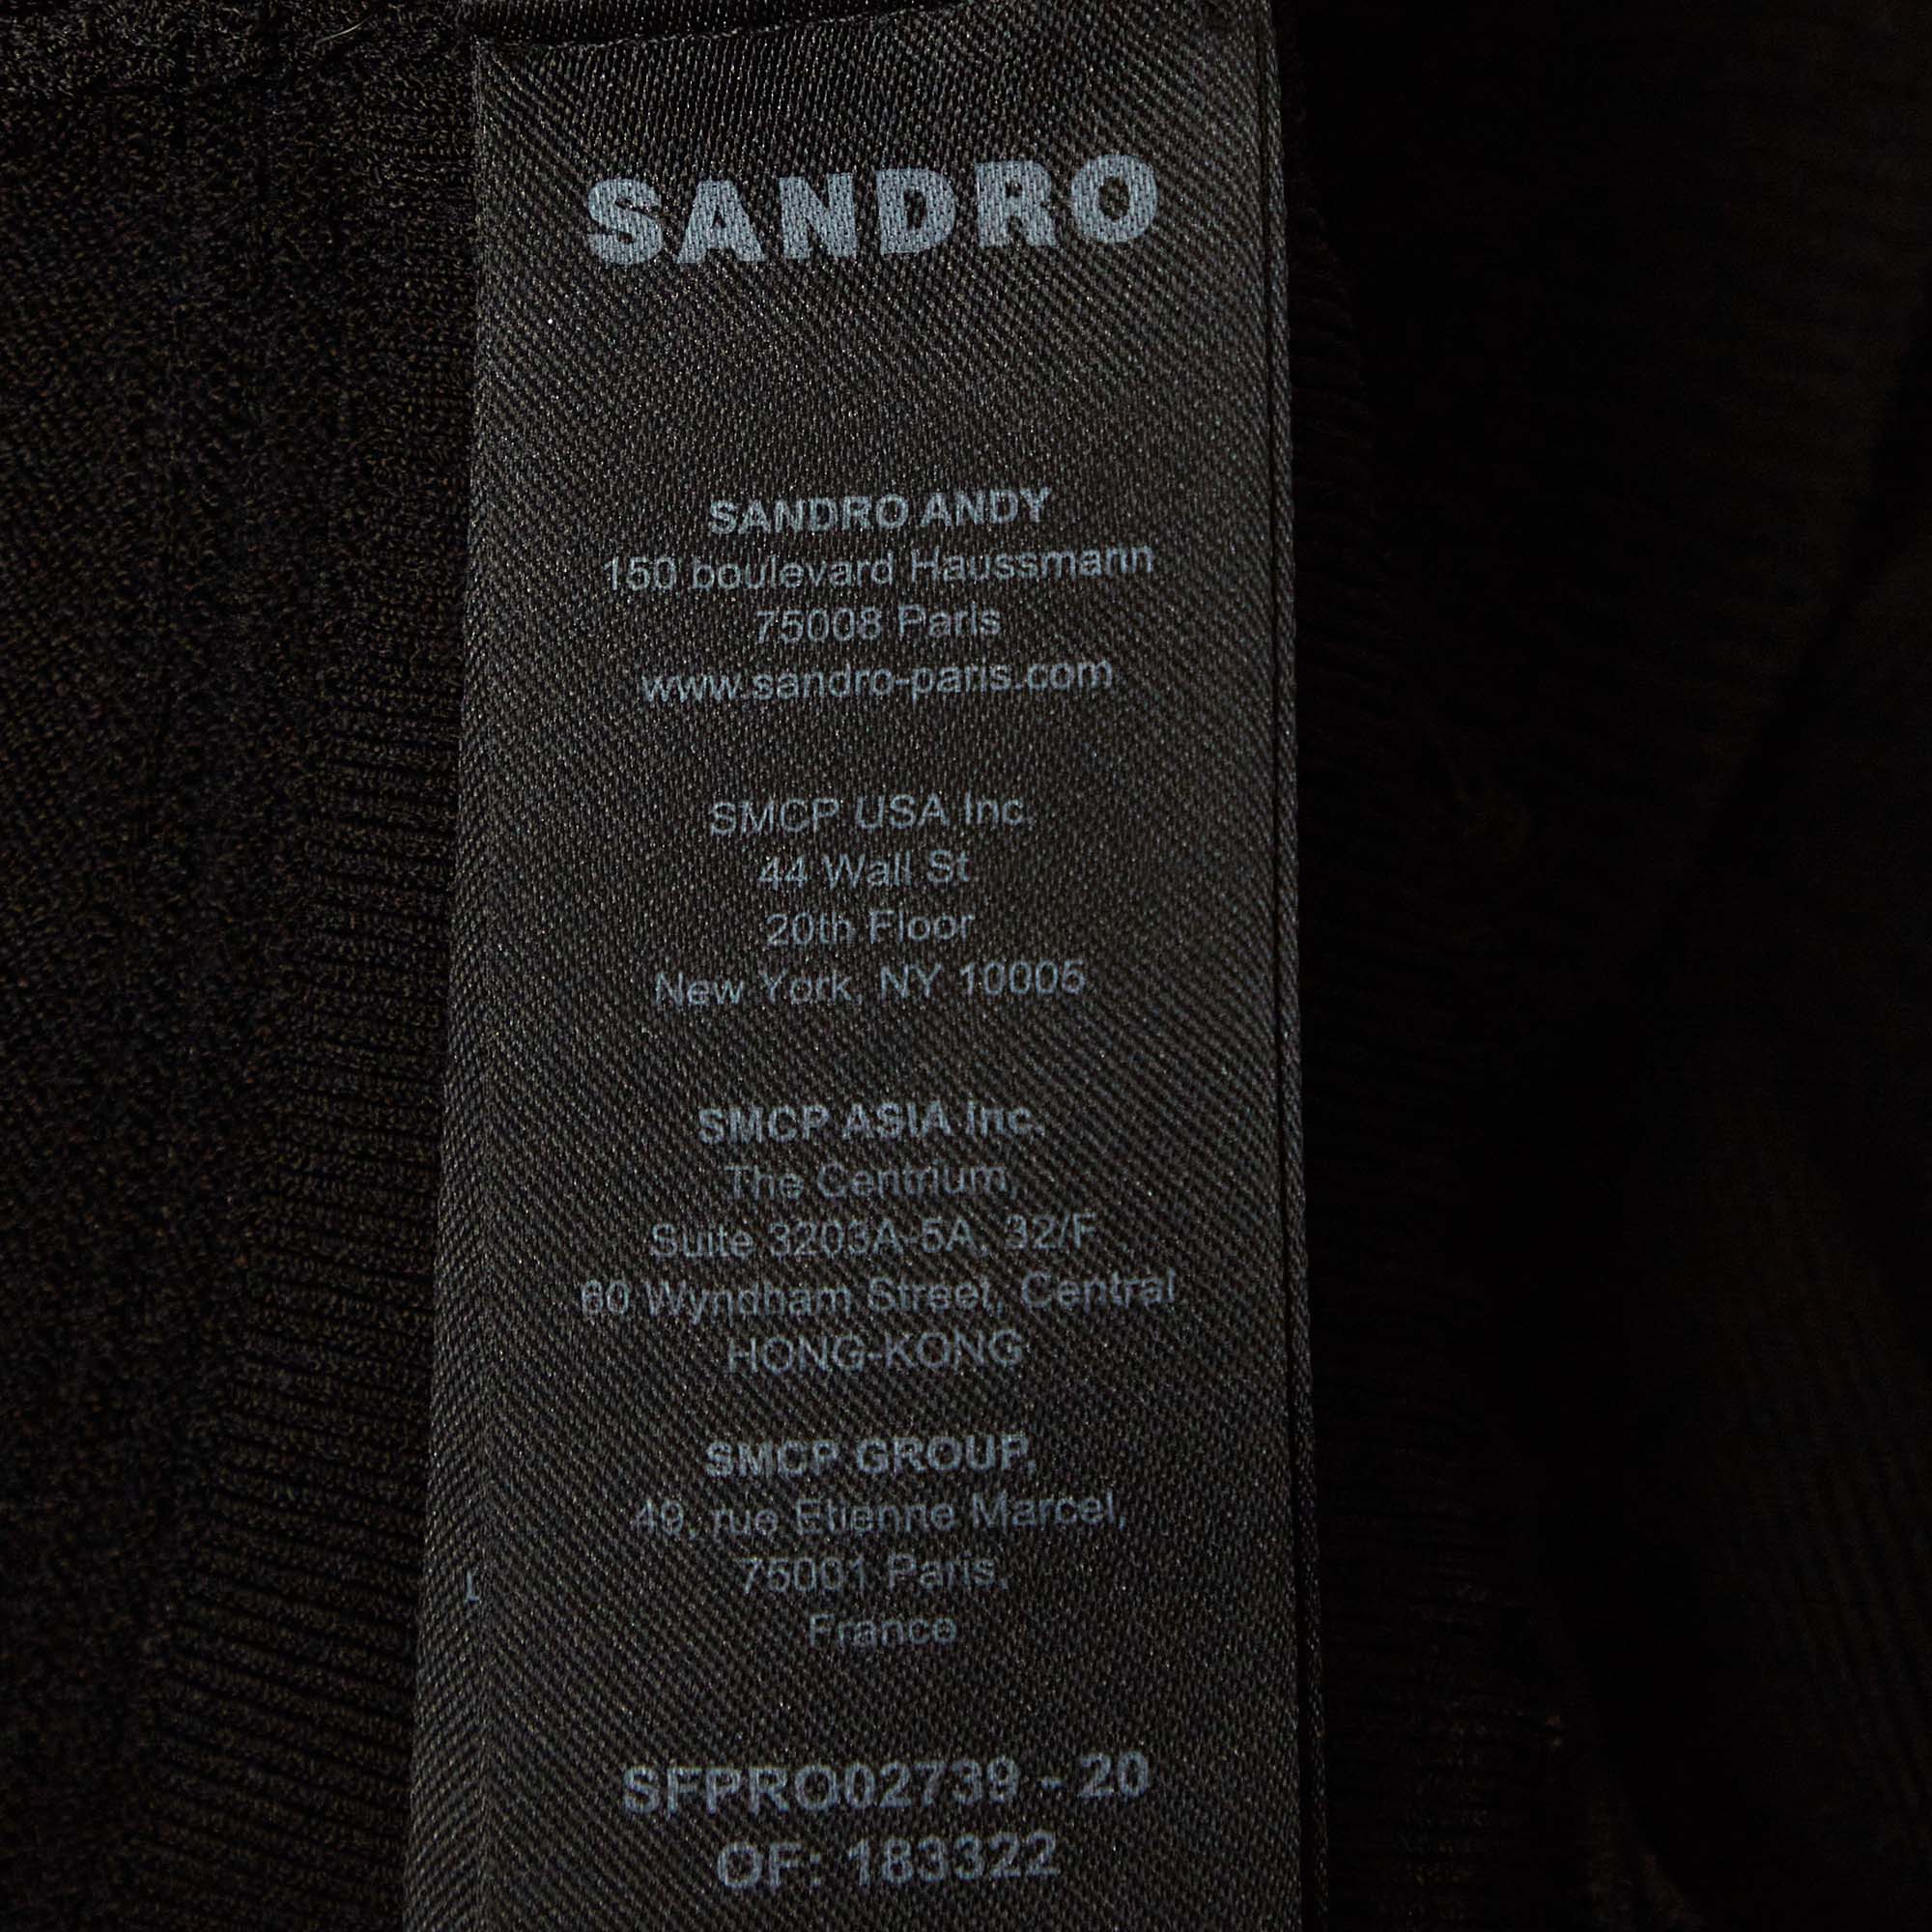 SANDRO
SANDRO ANDY
150 boulevard Haussmann
75008 Paris
www.sandro-paris.com
SMCP USA Inc.
44 Wall St
20th Floor
New York, NY 10005
SMCP ASIA Inc.
The Centrium,
Suite 3203A-5A, 32/F
60 Wyndham Street, Central
HONG-KONG
SMCP GROUP,
49, rue Etienne Marcel,
75001 Paris,
France
SFPRO02739 - 20
OF: 183322